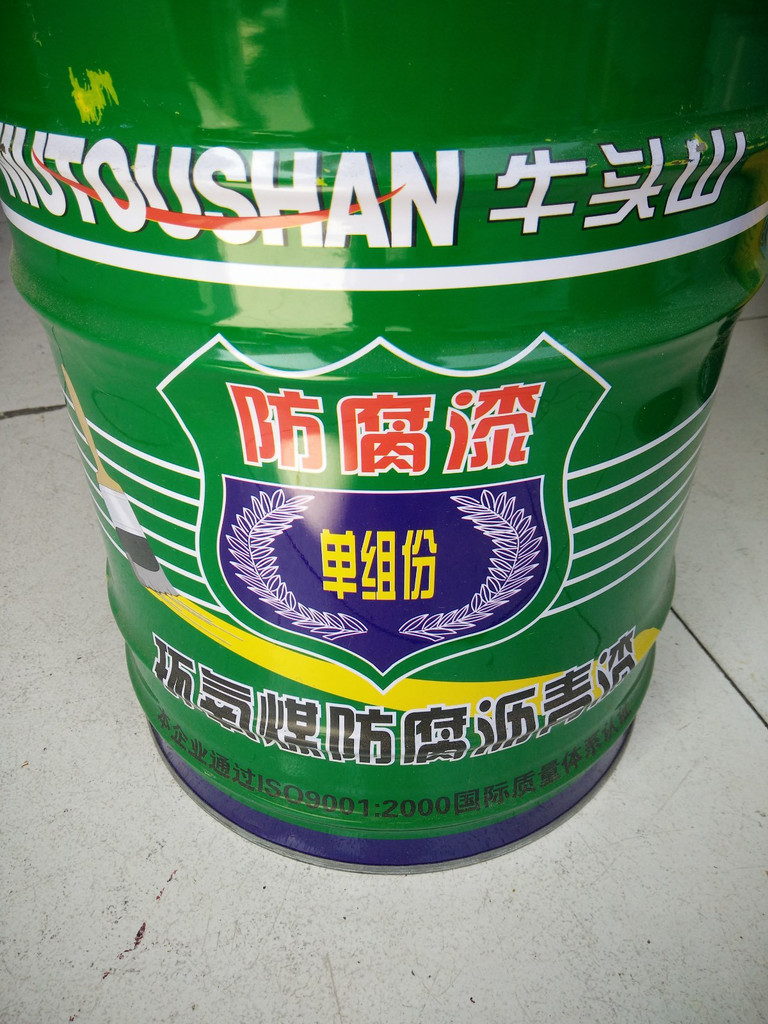 NIUTOUSHAN 牛头山
防腐漆
单组份
环氧煤防腐沥青漆
本企业通过ISO9001:2000国际质量体系认证